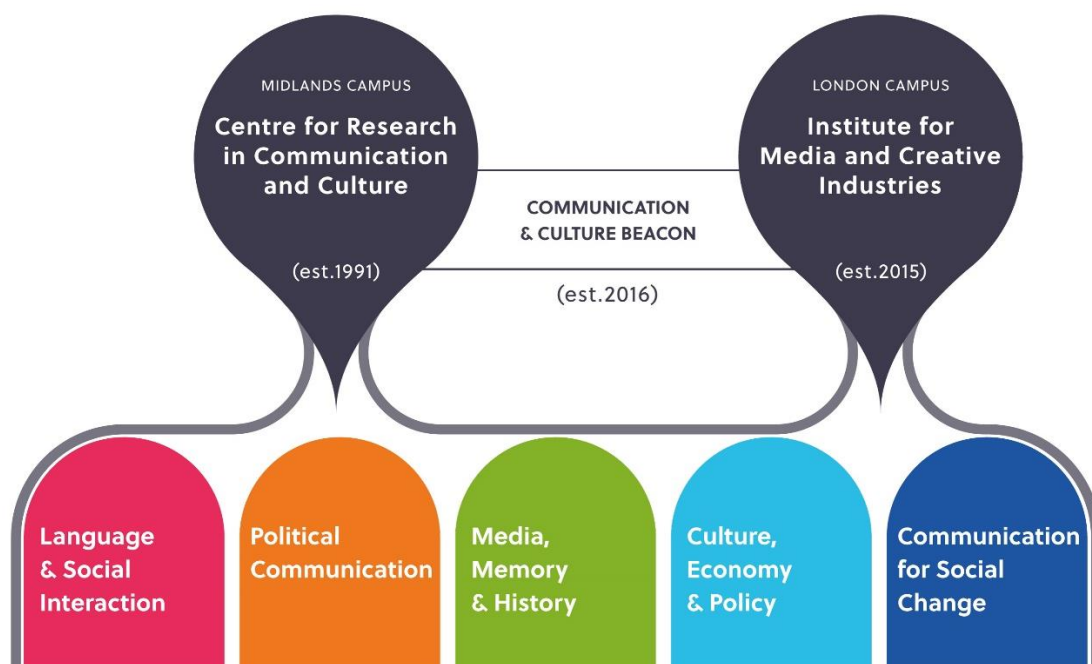 MIDLANDS CAMPUS
Centre for Research
in Communication
and Culture
(est.1991)
COMMUNICATION
& CULTURE BEACON
(est.2016)
LONDON CAMPUS
Institute for
Media and Creative
Industries
(est.2015)
Language
& Social
Interaction
Political
Communication
Media,
Memory
& History
Culture,
Economy
& Policy
Communication
for Social
Change